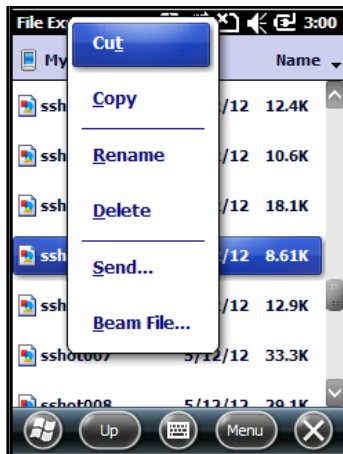 File Ex 3:00
My Name
Cut
Copy
Rename
Delete
Send...
Beam File...
ssh /12 12.4K
ssh /12 10.6K
ssh /12 18.1K
ssh /12 8.61K
ssh /12 12.9K
sshot007 5/12/12 33.3K
sshot008 5/12/12 29.1K
Up Menu